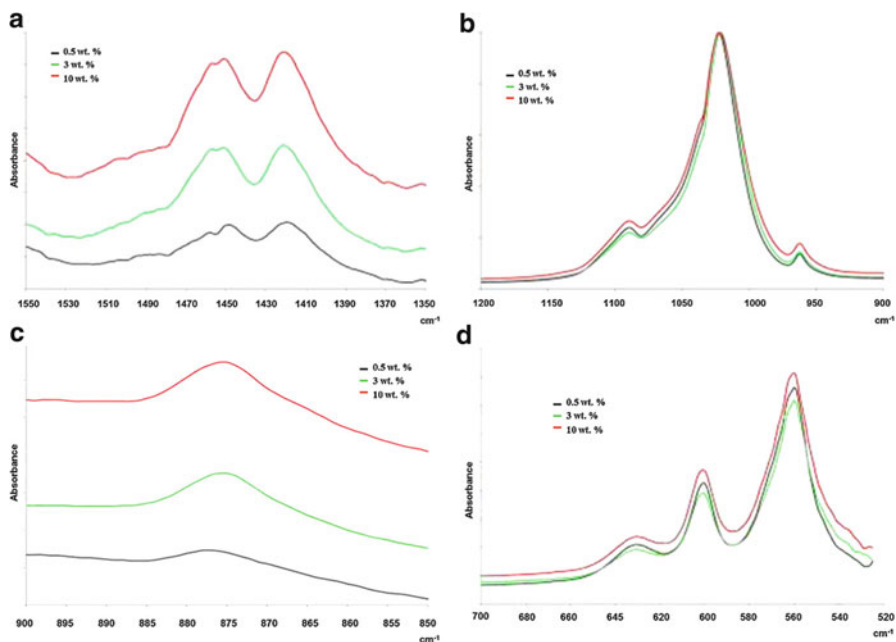 a
0.5 wt. %
3 wt. %
10 wt. %
Absorbance
1550 1530 1510 1490 1470 1450 1430 1410 1390 1350
cm-1
b
0.5 wt. %
3 wt. %
10 wt. %
Absorbance
1200 1150 1100 1050 1000 950 900
cm-1
c
0.5 wt. %
3 wt. %
10 wt. %
Absorbance
900 895 890 885 880 875 870 865 860 855 850
cm-1
d
0.5 wt. %
3 wt. %
10 wt. %
Absorbance
700 660 640 620 600 580 560 540 520
cm-1